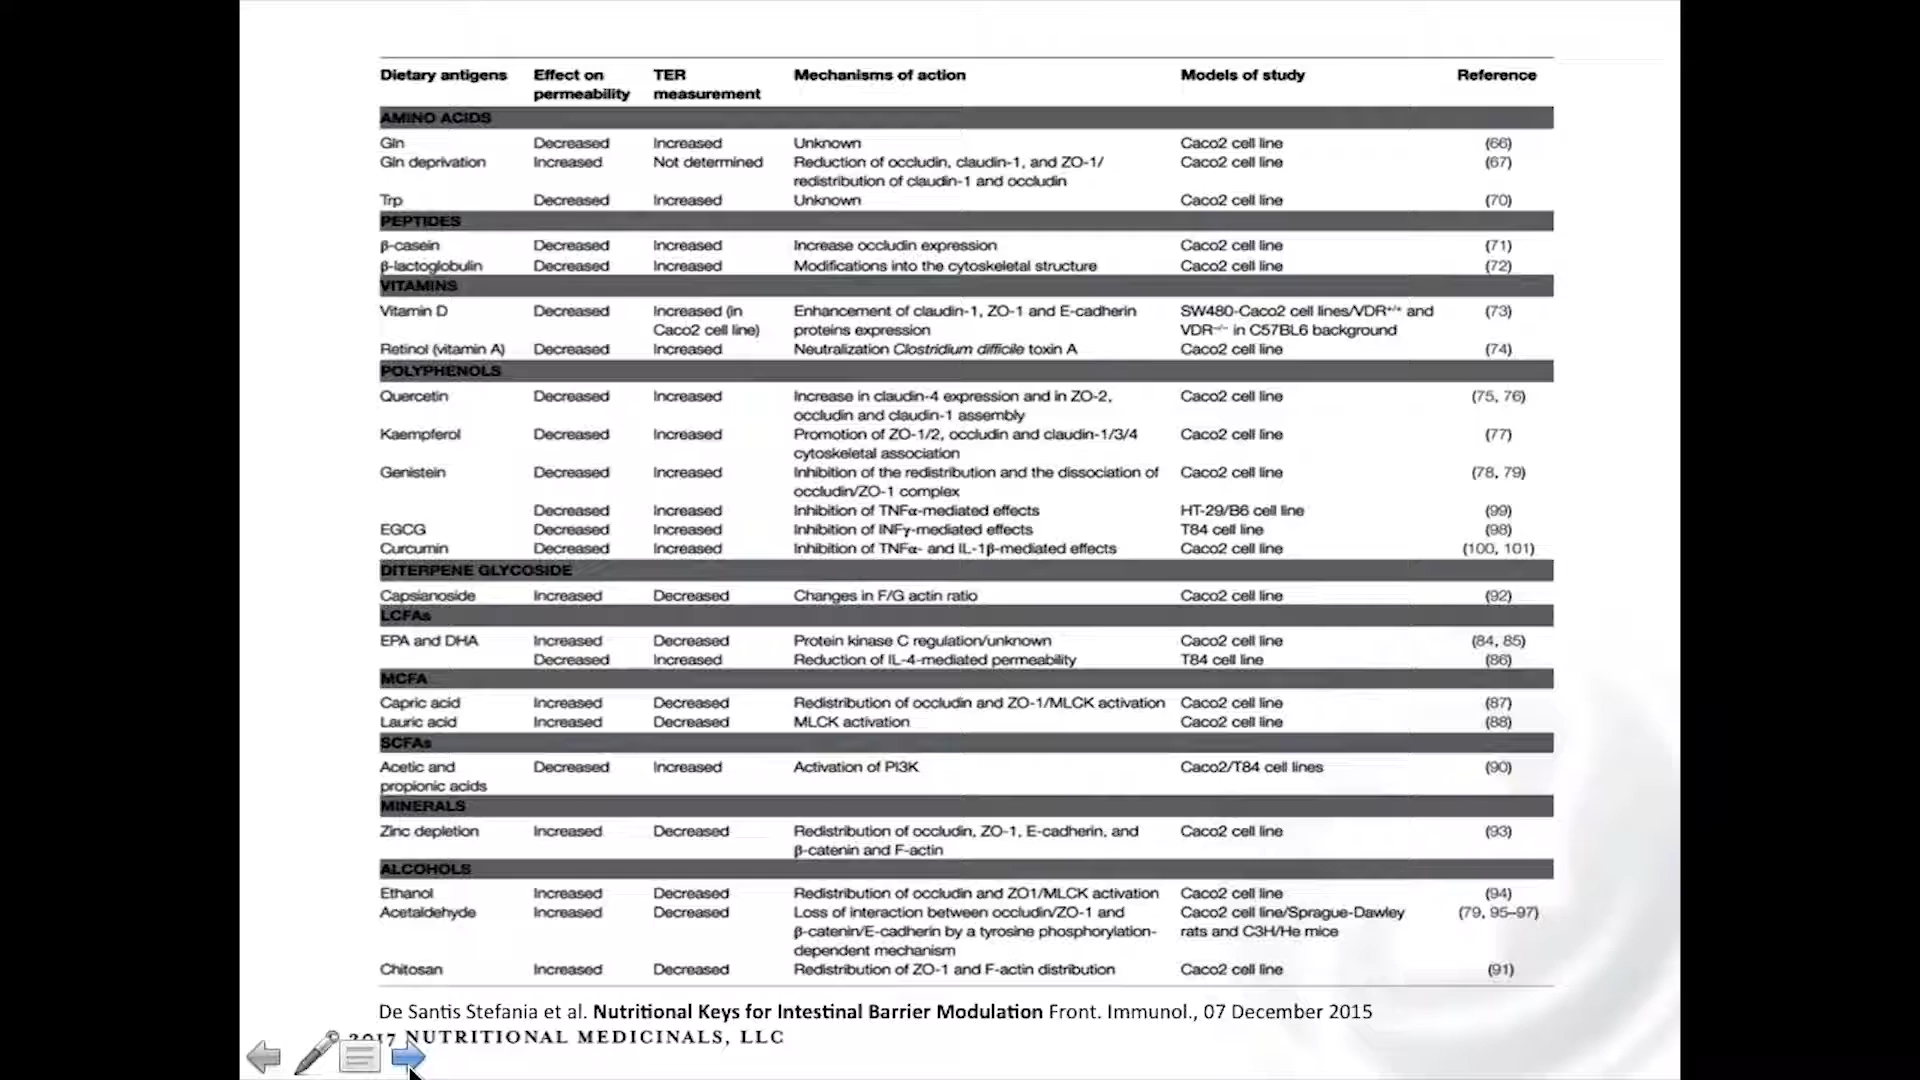 Dietary antigens Effect on permeability TER measurement Mechanisms of action Models of study Reference
AMINO ACIDS
Gln Decreased Increased Unknown Caco2 cell line (66)
Gln deprivation Increased Not determined Reduction of occludin, claudin-1, and ZO-1/ Caco2 cell line (67)
redistribution of claudin-1 and occludin
Trp Decreased Increased Unknown Caco2 cell line (70)
PEPTIDES
β-casein Decreased Increased Increase occludin expression Caco2 cell line (71)
β-lactoglobulin Decreased Increased Modifications into the cytoskeletal structure Caco2 cell line (72)
VITAMINS
Vitamin D Decreased Increased (in Enhancement of claudin-1, ZO-1 and E-cadherin SW480-Caco2 cell lines/VDR+/+ and (73)
Caco2 cell line) proteins expression VDR−/− in C57BL6 background
Retinol (vitamin A) Decreased Increased Neutralization Clostridium difficile toxin A Caco2 cell line (74)
POLYPHENOLS
Quercetin Decreased Increased Increase in claudin-4 expression and in ZO-2, Caco2 cell line (75, 76)
occludin and claudin-1 assembly
Kaempferol Decreased Increased Promotion of ZO-1/2, occludin and claudin-1/3/4 Caco2 cell line (77)
cytoskeletal association
Genistein Decreased Increased Inhibition of the redistribution and the dissociation of Caco2 cell line (78, 79)
occludin/ZO-1 complex
Decreased Increased Inhibition of TNFα-mediated effects HT-29/B6 cell line (99)
EGCG Decreased Increased Inhibition of INFγ-mediated effects T84 cell line (98)
Curcumin Decreased Increased Inhibition of TNFα- and IL-1β-mediated effects Caco2 cell line (100, 101)
DITERPENE GLYCOSIDE
Capsianoside Increased Decreased Changes in F/G actin ratio Caco2 cell line (92)
LCFAs
EPA and DHA Increased Decreased Protein kinase C regulation/unknown Caco2 cell line (84, 85)
Decreased Increased Reduction of IL-4-mediated permeability T84 cell line (86)
MCFA
Capric acid Increased Decreased Redistribution of occludin and ZO-1/MLCK activation Caco2 cell line (87)
Lauric acid Increased Decreased MLCK activation Caco2 cell line (88)
SCFAs
Acetic and Decreased Increased Activation of PI3K Caco2/T84 cell lines (90)
propionic acids
MINERALS
Zinc depletion Increased Decreased Redistribution of occludin, ZO-1, E-cadherin, and Caco2 cell line (93)
β-catenin and F-actin
ALCOHOLS
Ethanol Increased Decreased Redistribution of occludin and ZO1/MLCK activation Caco2 cell line (94)
Acetaldehyde Increased Decreased Loss of interaction between occludin/ZO-1 and Caco2 cell line/Sprague-Dawley (79, 95–97)
β-catenin/E-cadherin by a tyrosine phosphorylation- rats and C3H/He mice
dependent mechanism
Chitosan Increased Decreased Redistribution of ZO-1 and F-actin distribution Caco2 cell line (91)
De Santis Stefania et al. Nutritional Keys for Intestinal Barrier Modulation Front. Immunol., 07 December 2015
© 2017 NUTRITIONAL MEDICINALS, LLC